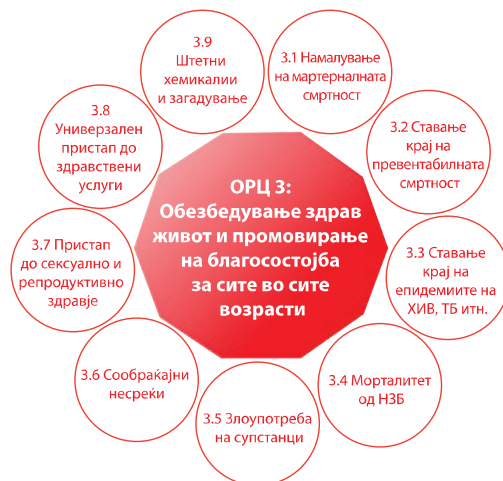 ОРЦ 3:
Обезбедување здрав
живот и промовирање
на благосостојба
за сите во сите
возрасти
3.1 Намалување
на мартерналната
смртност
3.2 Ставање
крај на
превентабилната
смртност
3.3 Ставање
крај на
епидемиите на
ХИВ, ТБ итн.
3.4 Морталитет
од НЗБ
3.5 Злоупотреба
на супстанци
3.6 Сообраќајни
несреќи
3.7 Пристап
до сексуално и
репродуктивно
здравје
3.8
Универзален
пристап до
здравствени
услуги
3.9
Штетни
хемикалии
и загадување